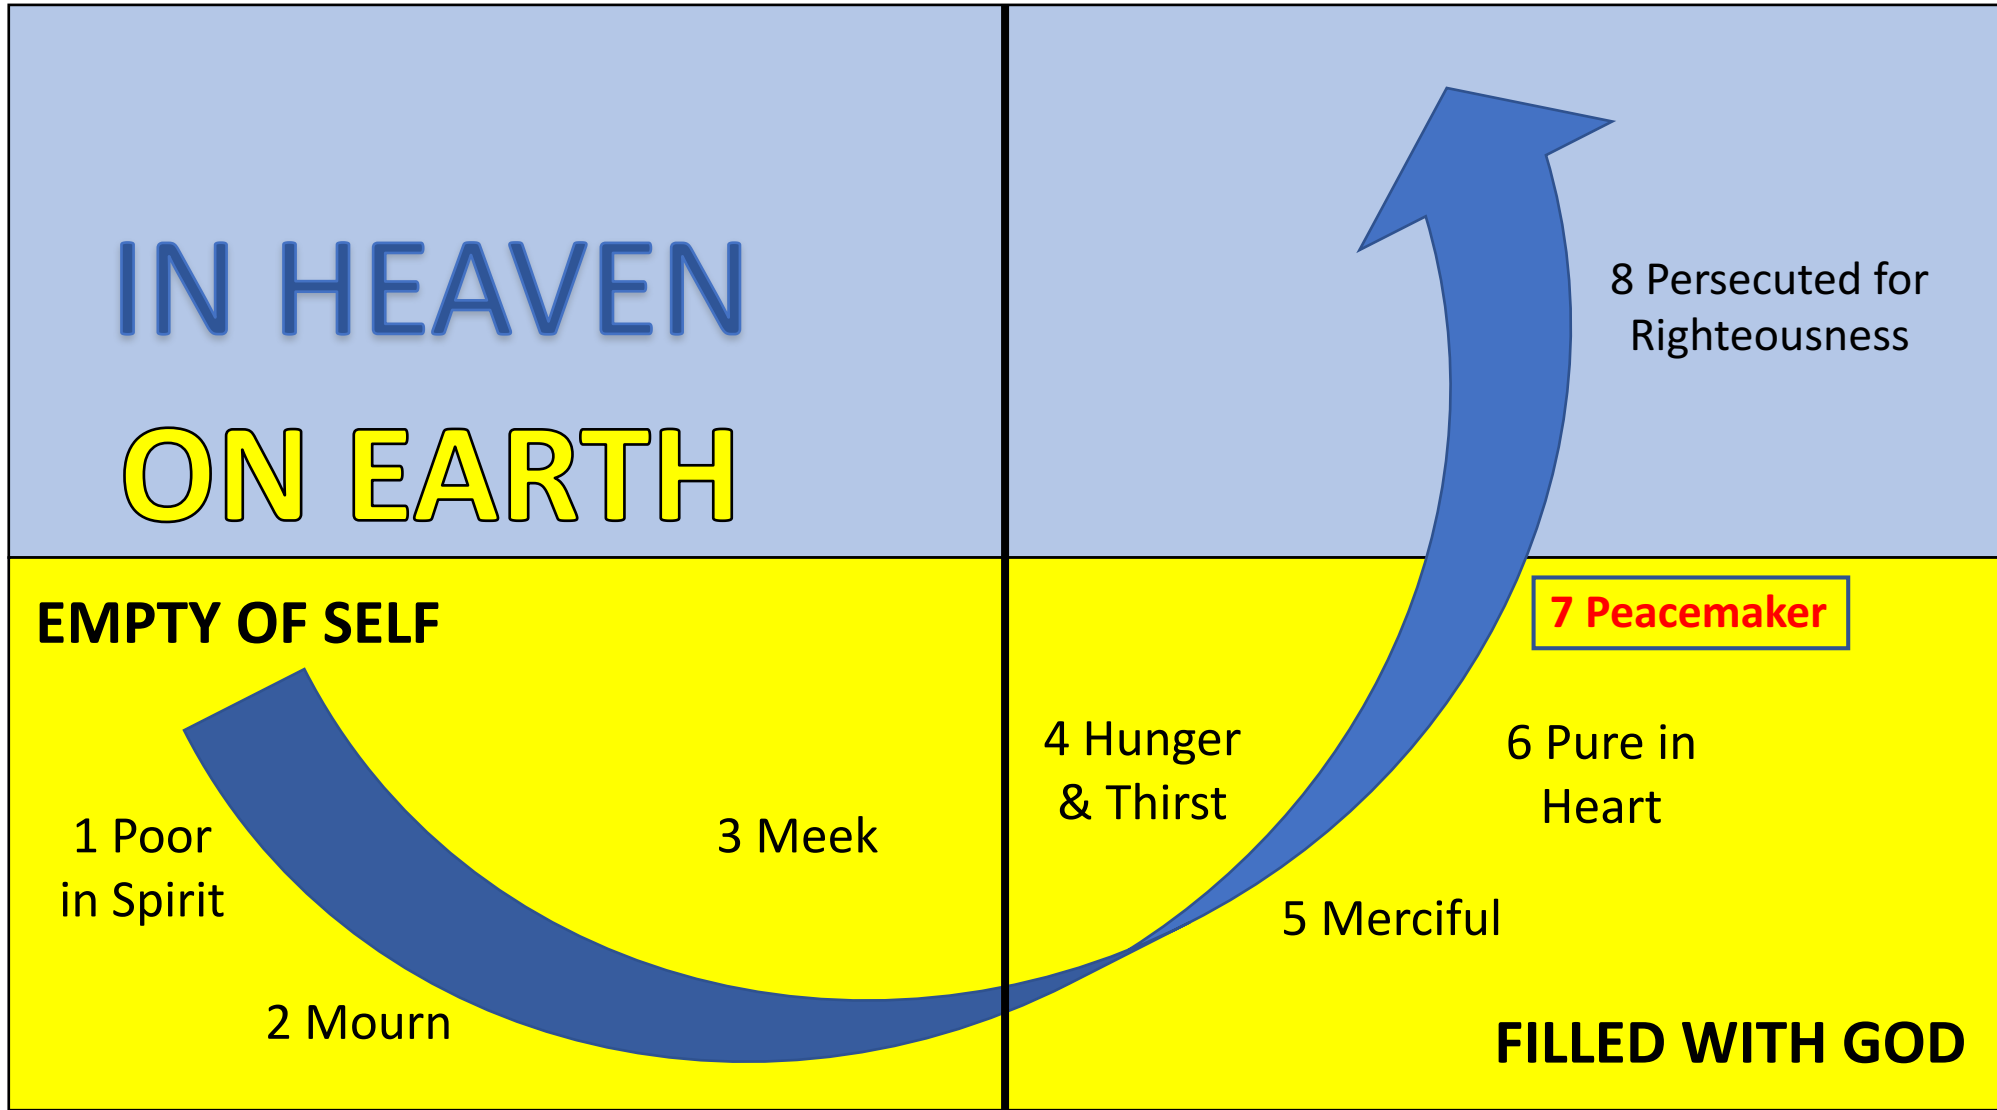 IN HEAVEN
ON EARTH
8 Persecuted for
Righteousness
EMPTY OF SELF
1 Poor
in Spirit
2 Mourn
3 Meek
4 Hunger
& Thirst
5 Merciful
6 Pure in
Heart
7 Peacemaker
FILLED WITH GOD